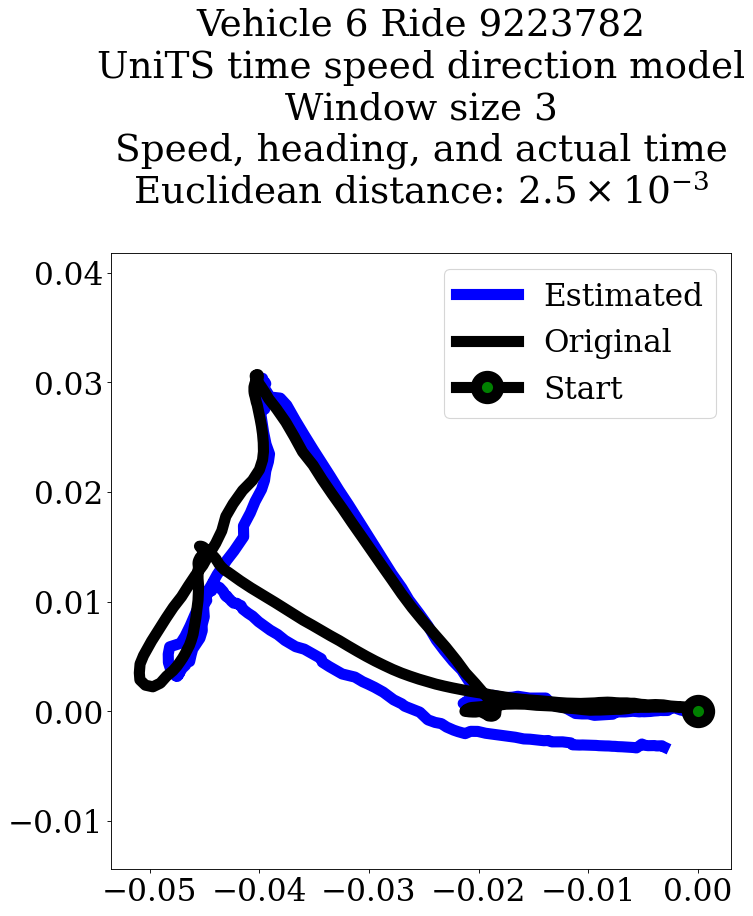 Vehicle 6 Ride 9223782
UniTS time speed direction model
Window size 3
Speed, heading, and actual time
Euclidean distance: 2.5 × 10⁻³
Estimated
Original
Start
0.04
0.03
0.02
0.01
0.00
−0.01
−0.05 −0.04 −0.03 −0.02 −0.01 0.00